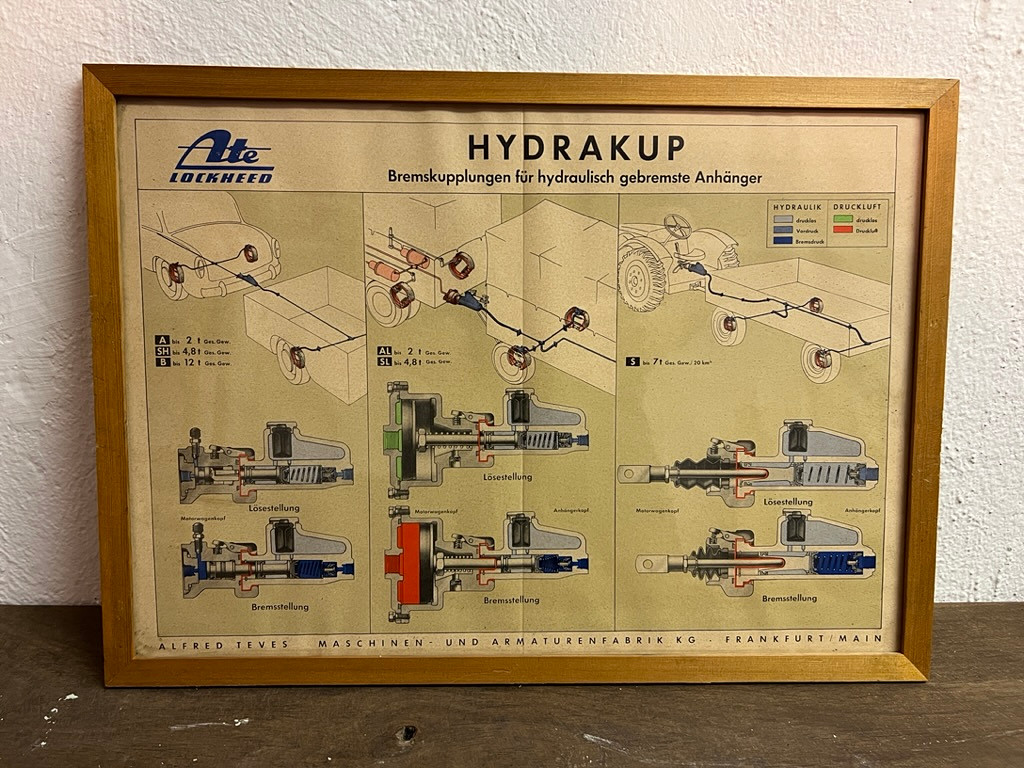 Ate
LOCKHEED
HYDRAKUP
Bremskupplungen für hydraulisch gebremste Anhänger
HYDRAULIK
drucklos
Vordruck
Bremsdruck
DRUCKLUFT
drucklos
Druckluft
A bis 2 t Ges. Gew.
SH bis 4,8 t Ges. Gew.
B bis 12 t Ges. Gew.
AL bis 2 t Ges. Gew.
SL bis 4,8 t Ges. Gew.
S bis 7 t Ges. Gew./20 km
Lösestellung
Motorwagenkopf
Bremsstellung
Lösestellung
Motorwagenkopf
Anhängerkopf
Bremsstellung
Lösestellung
Motorwagenkopf
Anhängerkopf
Bremsstellung
ALFRED TEVES MASCHINEN- UND ARMATURENFABRIK KG - FRANKFURT/MAIN